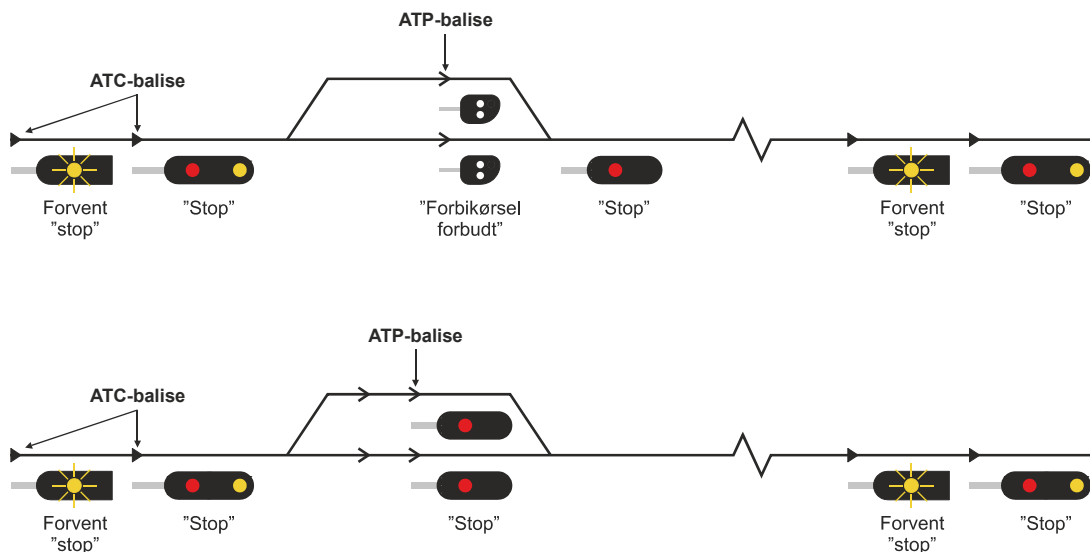 ATP-balise
ATC-balise
Forvent
"stop"
"Stop"
”Forbikørsel
forbudt”
”Stop”
Forvent
”stop”
”Stop”
ATP-balise
ATC-balise
Forvent
"stop"
"Stop"
”Stop”
Forvent
”stop”
”Stop”